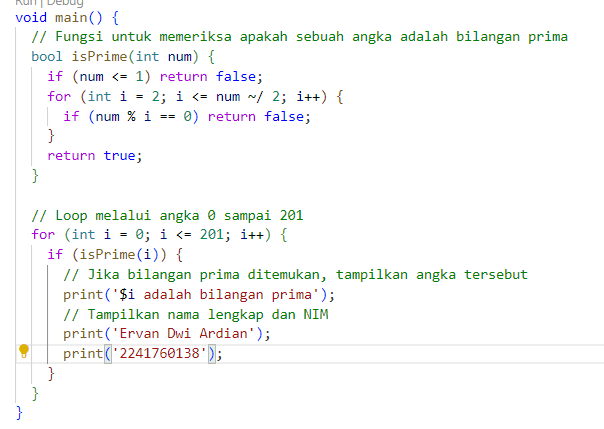 Run | Debug
void main() {
  // Fungsi untuk memeriksa apakah sebuah angka adalah bilangan prima
  bool isPrime(int num) {
    if (num <= 1) return false;
    for (int i = 2; i <= num ~/ 2; i++) {
      if (num % i == 0) return false;
    }
    return true;
  }

  // Loop melalui angka 0 sampai 201
  for (int i = 0; i <= 201; i++) {
    if (isPrime(i)) {
      // Jika bilangan prima ditemukan, tampilkan angka tersebut
      print('$i adalah bilangan prima');
      // Tampilkan nama lengkap dan NIM
      print('Ervan Dwi Ardian');
      print('2241760138');
    }
  }
}